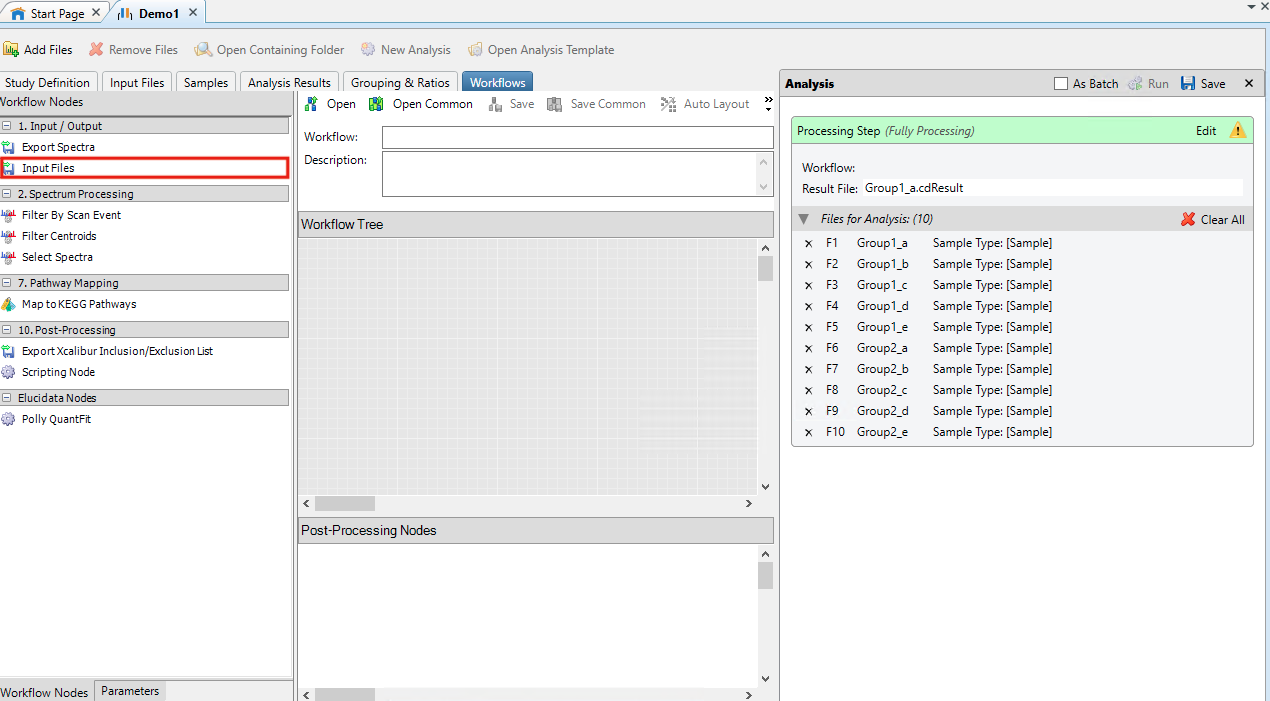 Start Page
Demo1
Add Files Remove Files Open Containing Folder New Analysis Open Analysis Template
Study Definition Input Files Samples Analysis Results Grouping & Ratios Workflows
Workflow Nodes
1. Input / Output
Export Spectra
Input Files
2. Spectrum Processing
Filter By Scan Event
Filter Centroids
Select Spectra
7. Pathway Mapping
Map to KEGG Pathways
10. Post-Processing
Export Xcalibur Inclusion/Exclusion List
Scripting Node
Elucidata Nodes
Polly QuantFit
Workflow Nodes Parameters
Open Open Common Save Save Common Auto Layout
Workflow:
Description:
Workflow Tree
Post-Processing Nodes
Analysis As Batch Run Save
Processing Step (Fully Processing) Edit
Workflow:
Result File: Group1_a.cdResult
Files for Analysis: (10) Clear All
F1 Group1_a Sample Type: [Sample]
F2 Group1_b Sample Type: [Sample]
F3 Group1_c Sample Type: [Sample]
F4 Group1_d Sample Type: [Sample]
F5 Group1_e Sample Type: [Sample]
F6 Group2_a Sample Type: [Sample]
F7 Group2_b Sample Type: [Sample]
F8 Group2_c Sample Type: [Sample]
F9 Group2_d Sample Type: [Sample]
F10 Group2_e Sample Type: [Sample]